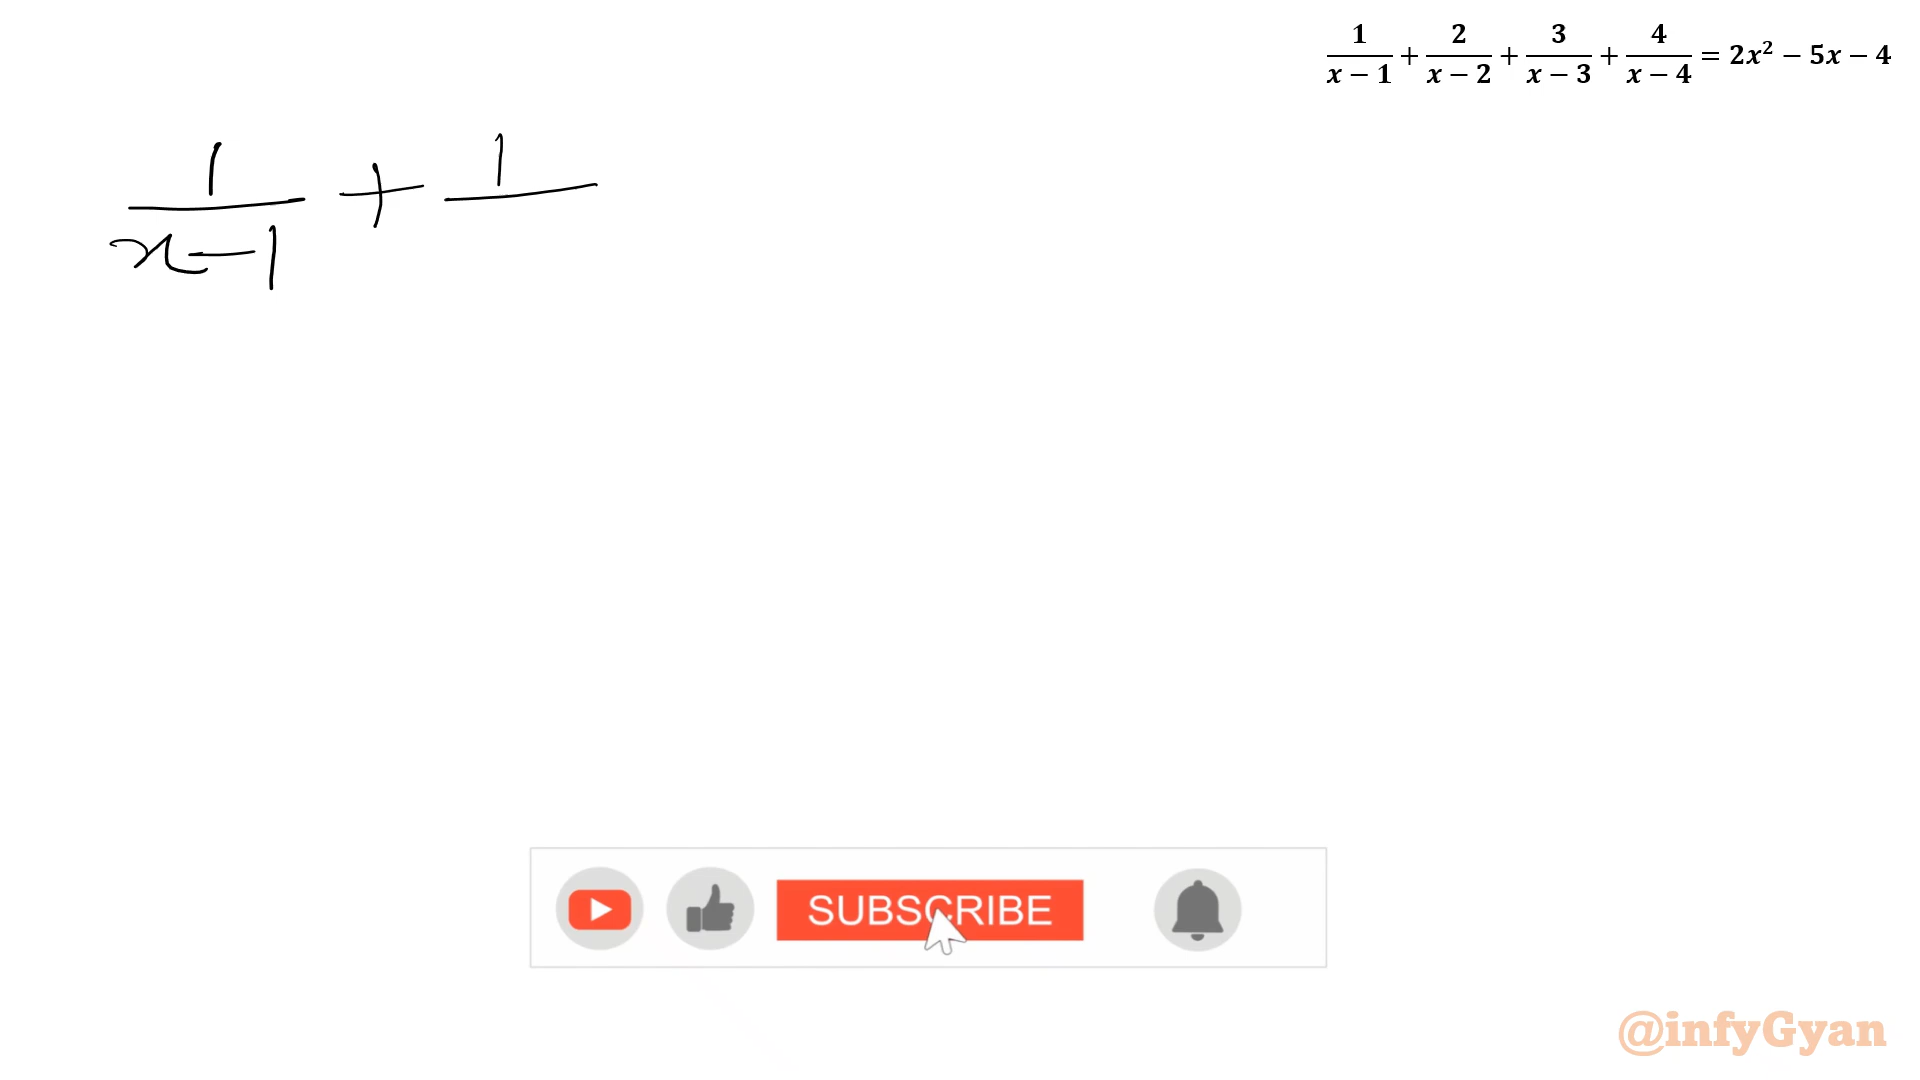 1/(x − 1) + 2/(x − 2) + 3/(x − 3) + 4/(x − 4) = 2x² − 5x − 4
1/(x − 1) + 1/
SUBSCRIBE
@infyGyan